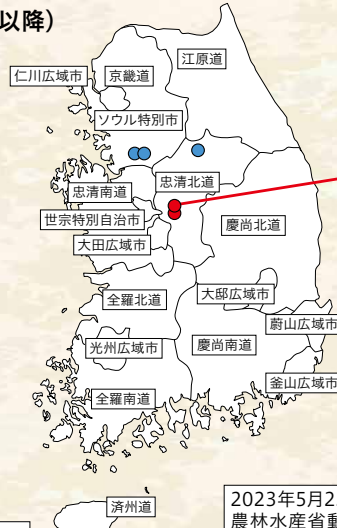 以降）
江原道
京畿道
仁川広域市
ソウル特別市
忠清北道
忠清南道
世宗特別自治市
慶尚北道
大田広域市
大邱広域市
全羅北道
蔚山広域市
光州広域市
慶尚南道
釜山広域市
全羅南道
済州道
2023年5月2
農林水産省動